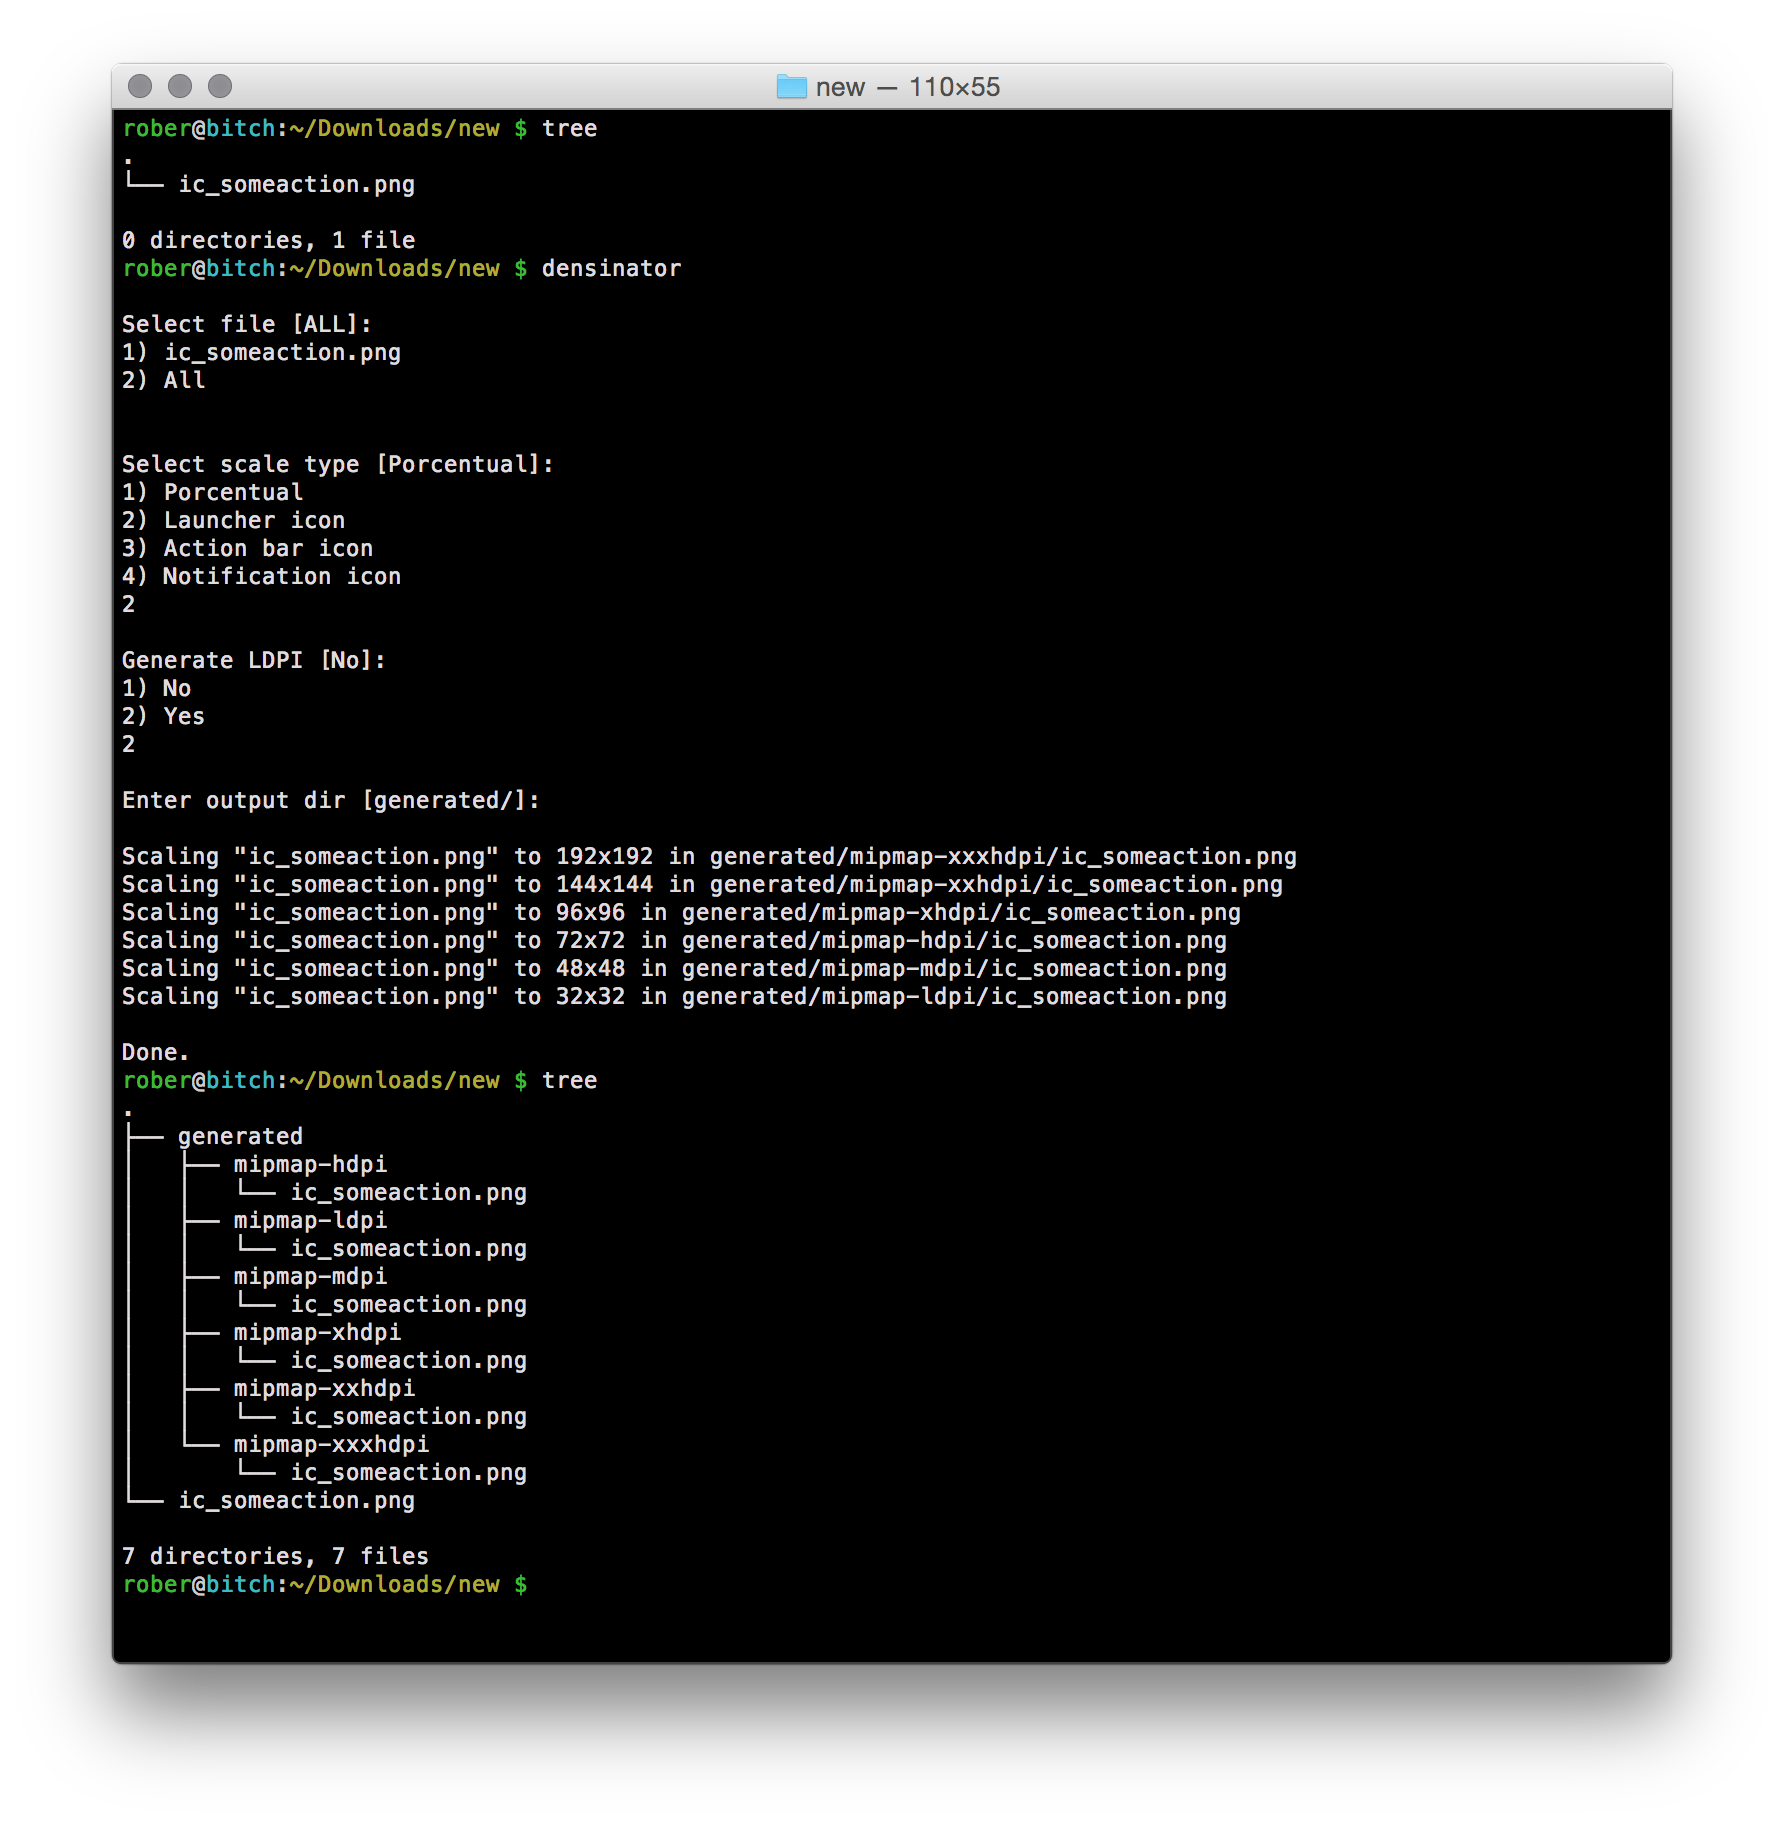 new — 110×55
rober@bitch:~/Downloads/new $ tree
.
└── ic_someaction.png
0 directories, 1 file
rober@bitch:~/Downloads/new $ densinator
Select file [ALL]:
1) ic_someaction.png
2) All
Select scale type [Porcentual]:
1) Porcentual
2) Launcher icon
3) Action bar icon
4) Notification icon
2
Generate LDPI [No]:
1) No
2) Yes
2
Enter output dir [generated/]:
Scaling "ic_someaction.png" to 192x192 in generated/mipmap-xxxhdpi/ic_someaction.png
Scaling "ic_someaction.png" to 144x144 in generated/mipmap-xxhdpi/ic_someaction.png
Scaling "ic_someaction.png" to 96x96 in generated/mipmap-xhdpi/ic_someaction.png
Scaling "ic_someaction.png" to 72x72 in generated/mipmap-hdpi/ic_someaction.png
Scaling "ic_someaction.png" to 48x48 in generated/mipmap-mdpi/ic_someaction.png
Scaling "ic_someaction.png" to 32x32 in generated/mipmap-ldpi/ic_someaction.png
Done.
rober@bitch:~/Downloads/new $ tree
.
├── generated
│   ├── mipmap-hdpi
│   │   └── ic_someaction.png
│   ├── mipmap-ldpi
│   │   └── ic_someaction.png
│   ├── mipmap-mdpi
│   │   └── ic_someaction.png
│   ├── mipmap-xhdpi
│   │   └── ic_someaction.png
│   ├── mipmap-xxhdpi
│   │   └── ic_someaction.png
│   └── mipmap-xxxhdpi
│       └── ic_someaction.png
└── ic_someaction.png
7 directories, 7 files
rober@bitch:~/Downloads/new $